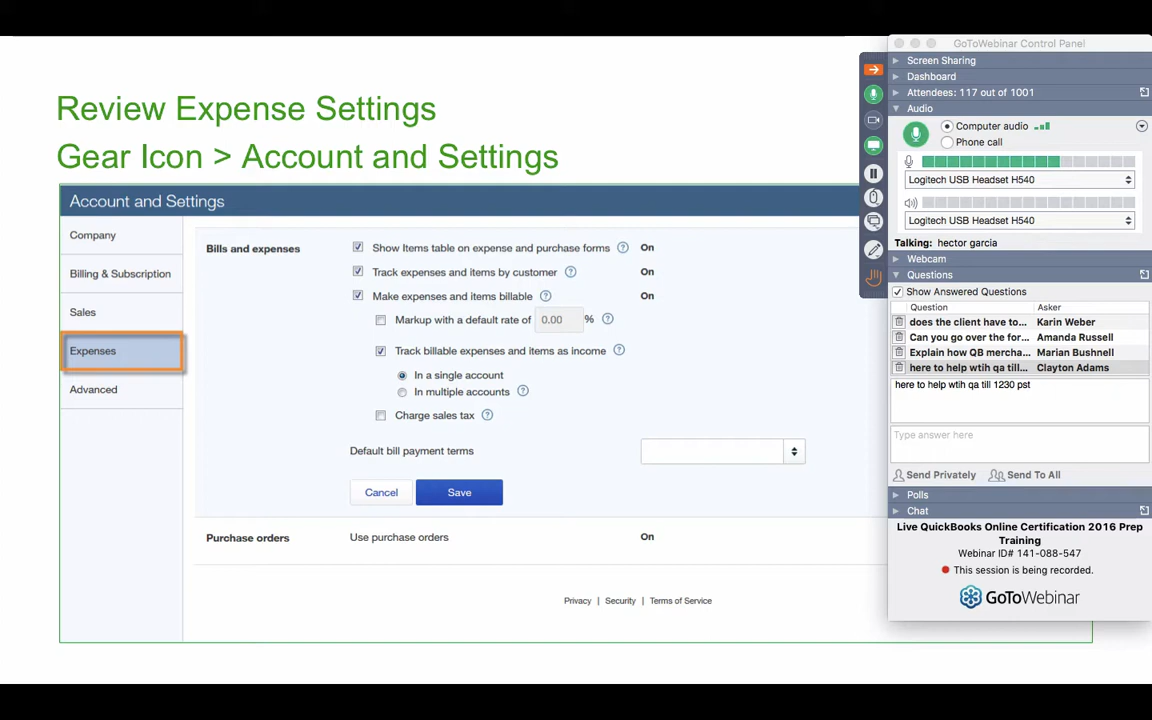 Review Expense Settings
Gear Icon > Account and Settings
Account and Settings
Company
Billing & Subscription
Sales
Expenses
Advanced
Bills and expenses
Show Items table on expense and purchase forms ? On
Track expenses and items by customer ? On
Make expenses and items billable ? On
Markup with a default rate of 0.00 % ?
Track billable expenses and items as income ?
In a single account
In multiple accounts ?
Charge sales tax ?
Default bill payment terms
Cancel Save
Purchase orders Use purchase orders On
Privacy | Security | Terms of Service
GoToWebinar Control Panel
Screen Sharing
Dashboard
Attendees: 117 out of 1001
Audio
Computer audio
Phone call
Logitech USB Headset H540
Logitech USB Headset H540
Talking: hector garcia
Webcam
Questions
Show Answered Questions
Question Asker
does the client have to... Karin Weber
Can you go over the for... Amanda Russell
Explain how QB mercha... Marian Bushnell
here to help wtih qa till... Clayton Adams
here to help wtih qa till 1230 pst
Type answer here
Send Privately Send To All
Polls
Chat
Live QuickBooks Online Certification 2016 Prep
Training
Webinar ID# 141-088-547
This session is being recorded.
GoToWebinar